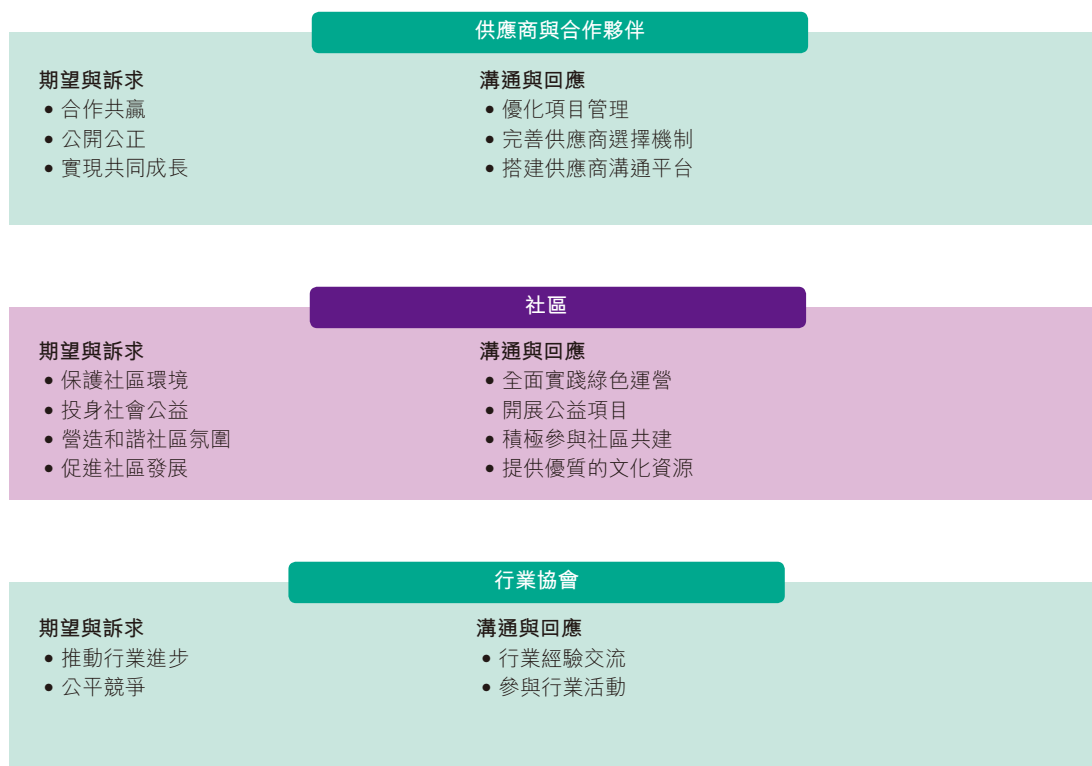 供應商與合作夥伴
期望與訴求
• 合作共贏
• 公開公正
• 實現共同成長
溝通與回應
• 優化項目管理
• 完善供應商選擇機制
• 搭建供應商溝通平台
社區
期望與訴求
• 保護社區環境
• 投身社會公益
• 營造和諧社區氛圍
• 促進社區發展
溝通與回應
• 全面實踐綠色運營
• 開展公益項目
• 積極參與社區共建
• 提供優質的文化資源
行業協會
期望與訴求
• 推動行業進步
• 公平競爭
溝通與回應
• 行業經驗交流
• 參與行業活動